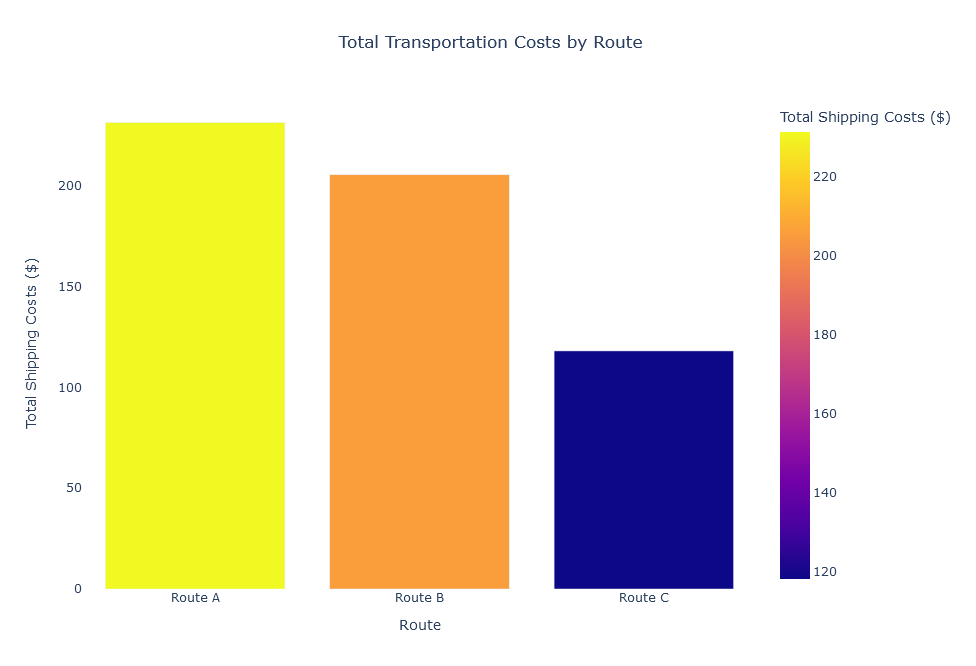 Total Transportation Costs by Route
Total Shipping Costs ($)
200
150
100
50
0
Total Shipping Costs ($)
Route A
Route B
Route C
Route
220
200
180
160
140
120